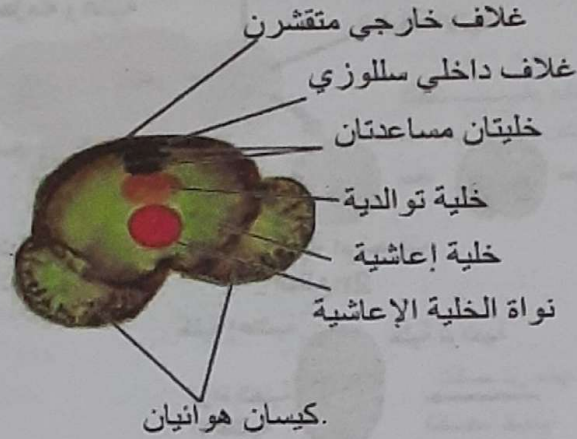 غلاف خارجي متقشرن
غلاف داخلي سللوزي
خليتان مساعدتان
خلية توالدية
خلية إعاشية
نواة الخلية الإعاشية
كيسان هوائيان.